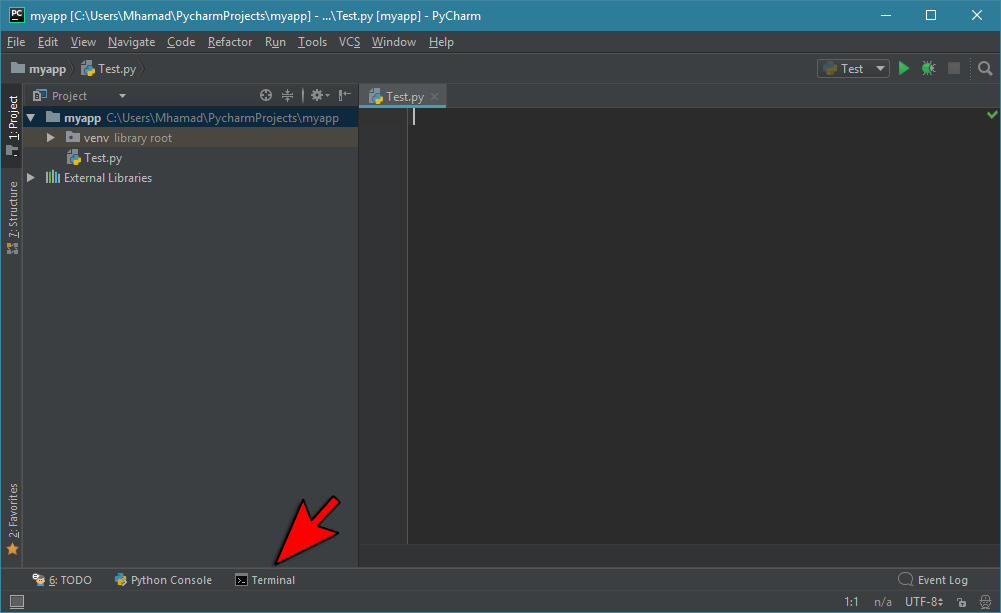 PC myapp [C:\Users\Mhamad\PycharmProjects\myapp] - ...\Test.py [myapp] - PyCharm
File Edit View Navigate Code Refactor Run Tools VCS Window Help
myapp Test.py Test
Project Test.py
1: Project
myapp C:\Users\Mhamad\PycharmProjects\myapp
venv library root
Test.py
External Libraries
7: Structure
2: Favorites
6: TODO Python Console Terminal Event Log
1:1 n/a UTF-8